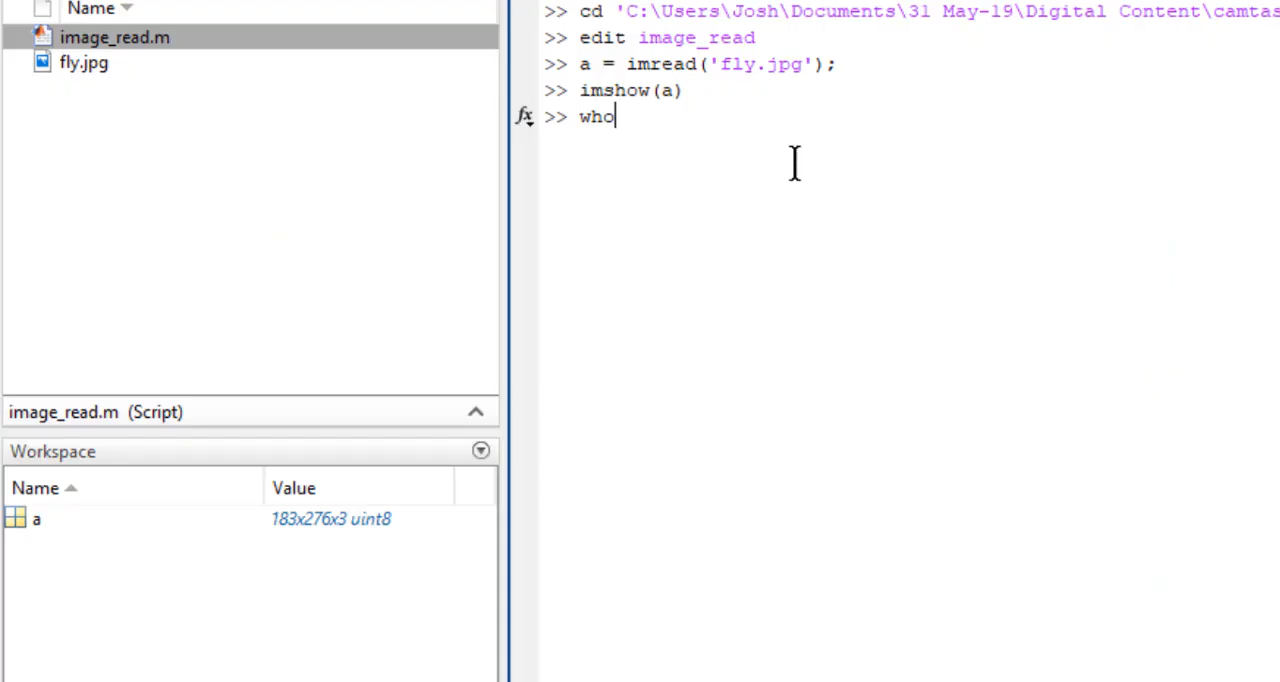 Name
image_read.m
fly.jpg
image_read.m (Script)
Workspace
Name Value
a 183x276x3 uint8
>> cd 'C:\Users\Josh\Documents\31 May-19\Digital Content\camtas
>> edit image_read
>> a = imread('fly.jpg');
>> imshow(a)
fx >> who